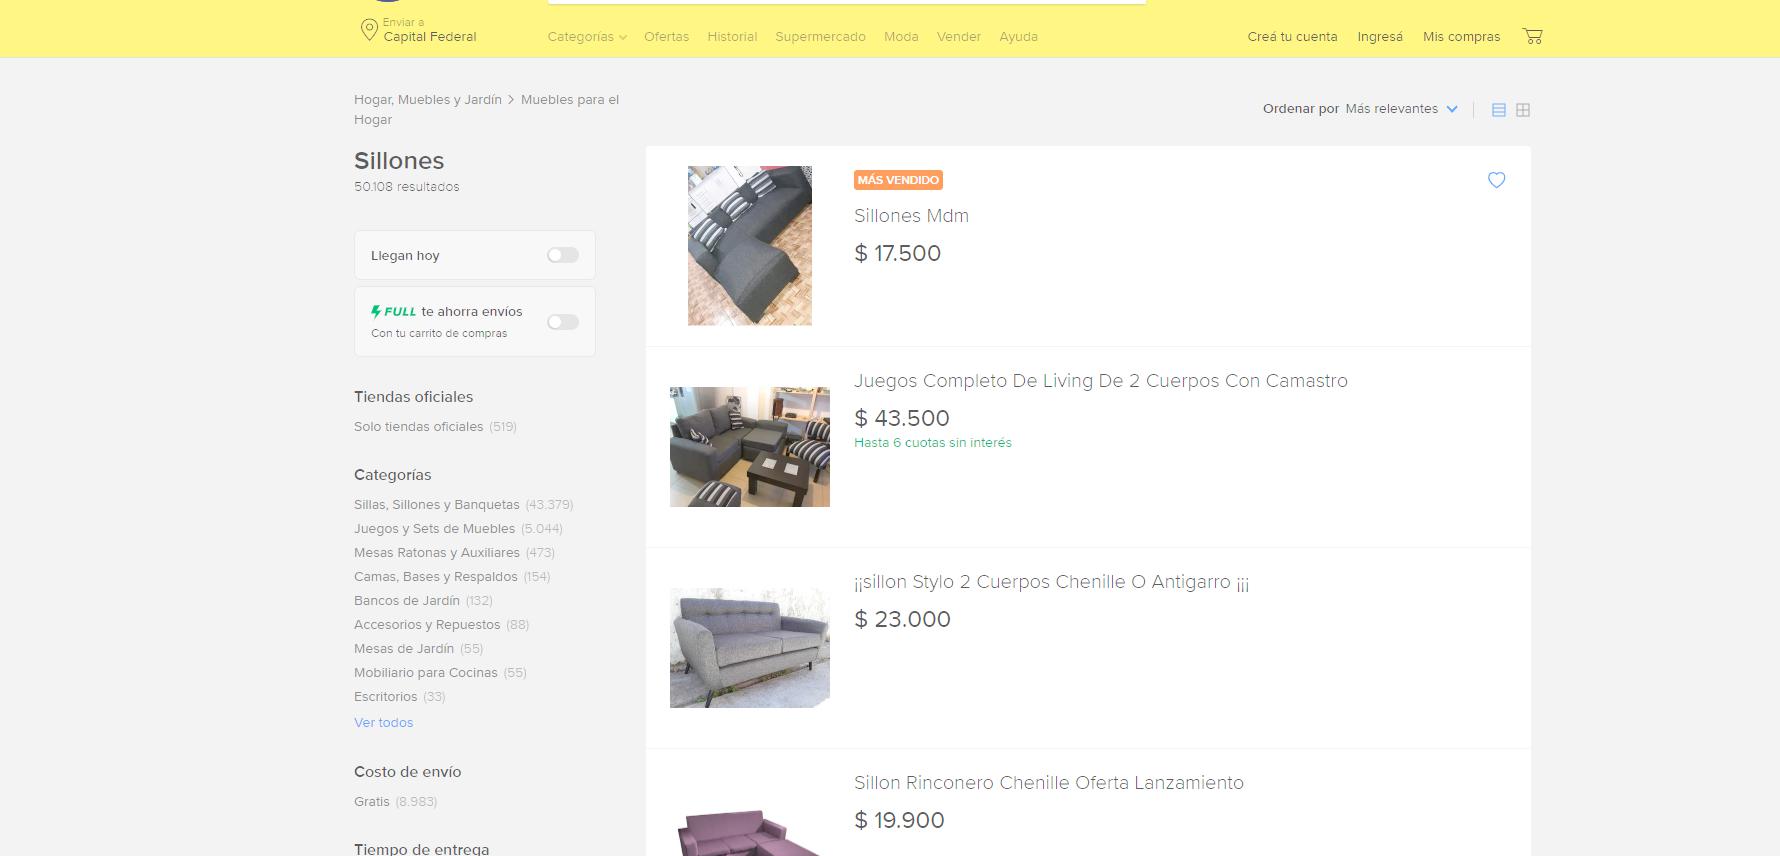 Enviar a
Capital Federal
Categorías
Ofertas
Historial
Supermercado
Moda
Vender
Ayuda
Creá tu cuenta
Ingresá
Mis compras
Hogar, Muebles y Jardín
Muebles para el
Hogar
Ordenar por Más relevantes
Sillones
50.108 resultados
Llegan hoy
FULL te ahorra envíos
Con tu carrito de compras
Tiendas oficiales
Solo tiendas oficiales (519)
Categorías
Sillas, Sillones y Banquetas (43.379)
Juegos y Sets de Muebles (5.044)
Mesas Ratonas y Auxiliares (473)
Camas, Bases y Respaldos (154)
Bancos de Jardín (132)
Accesorios y Repuestos (88)
Mesas de Jardín (55)
Mobiliario para Cocinas (55)
Escritorios (33)
Ver todos
Costo de envío
Gratis (8.983)
Tiempo de entrega
MÁS VENDIDO
Sillones Mdm
$ 17.500
Juegos Completo De Living De 2 Cuerpos Con Camastro
$ 43.500
Hasta 6 cuotas sin interés
¡¡sillon Stylo 2 Cuerpos Chenille O Antigarro ¡¡¡
$ 23.000
Sillon Rinconero Chenille Oferta Lanzamiento
$ 19.900